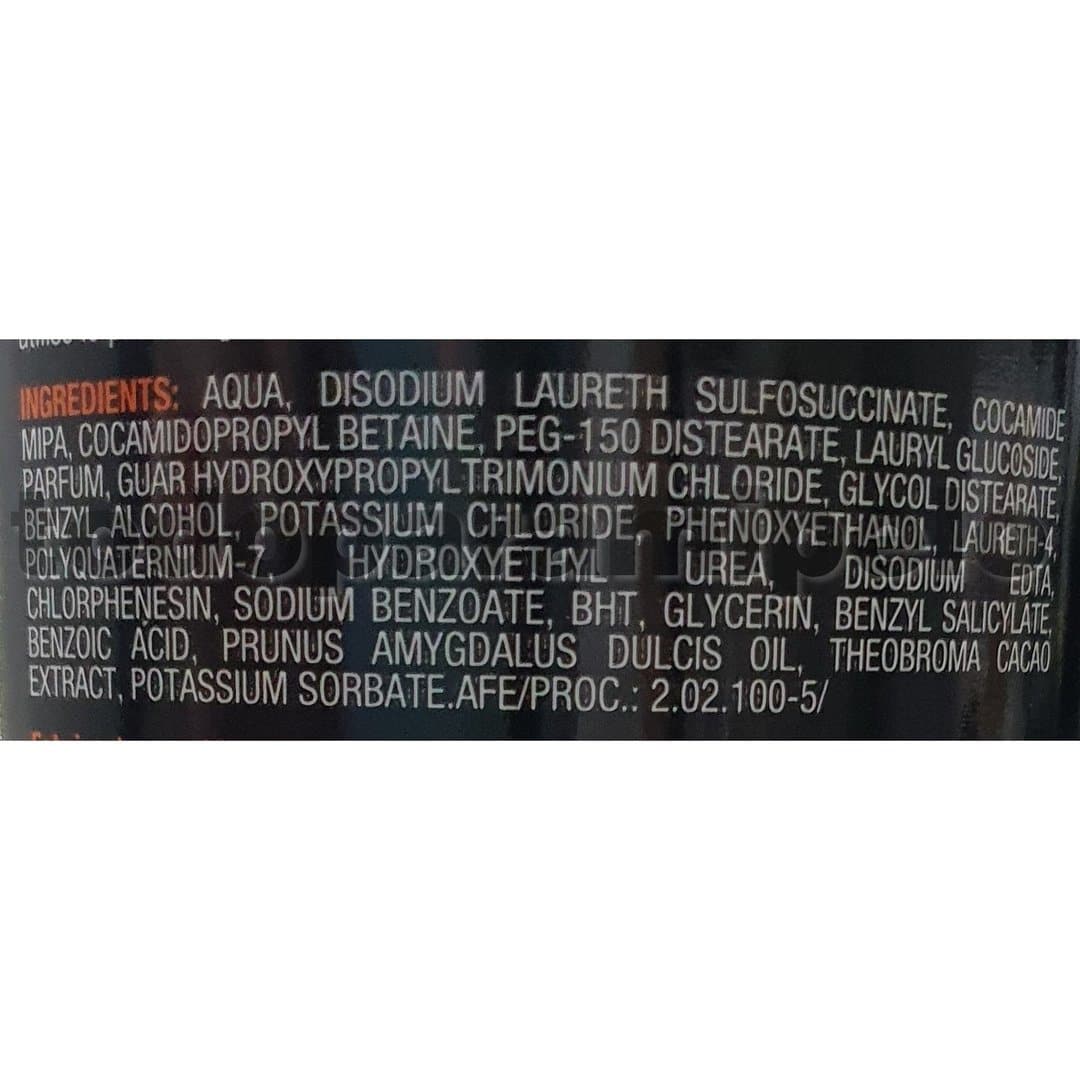 INGREDIENTS: AQUA, DISODIUM LAURETH SULFOSUCCINATE, COCAMIDE
MIPA, COCAMIDOPROPYL BETAINE, PEG-150 DISTEARATE, LAURYL GLUCOSIDE,
PARFUM, GUAR HYDROXYPROPYLTRIMONIUM CHLORIDE, GLYCOL DISTEARATE,
BENZYL ALCOHOL, POTASSIUM CHLORIDE, PHENOXYETHANOL, LAURETH-4,
POLYQUATERNIUM-7, HYDROXYETHYL UREA, DISODIUM EDTA,
CHLORPHENESIN, SODIUM BENZOATE, BHT, GLYCERIN, BENZYL SALICYLATE,
BENZOIC ACID, PRUNUS AMYGDALUS DULCIS OIL, THEOBROMA CACAO
EXTRACT, POTASSIUM SORBATE.AFE/PROC.: 2.02.100-5/